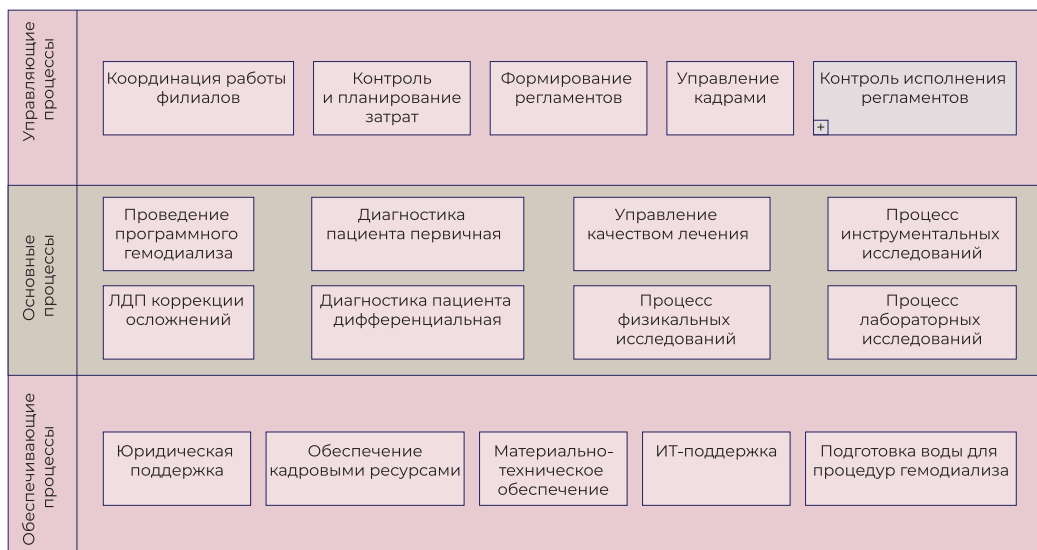 Управляющие
процессы
Координация работы
филиалов
Контроль
и планирование
затрат
Формирование
регламентов
Управление
кадрами
Контроль исполнения
регламентов
+
Основные
процессы
Проведение
программного
гемодиализа
Диагностика
пациента первичная
Управление
качеством лечения
Процесс
инструментальных
исследований
ЛДП коррекции
осложнений
Диагностика пациента
дифференциальная
Процесс
физикальных
исследований
Процесс
лабораторных
исследований
Обеспечивающие
процессы
Юридическая
поддержка
Обеспечение
кадровыми ресурсами
Материально-
техническое
обеспечение
ИТ-поддержка
Подготовка воды для
процедур гемодиализа